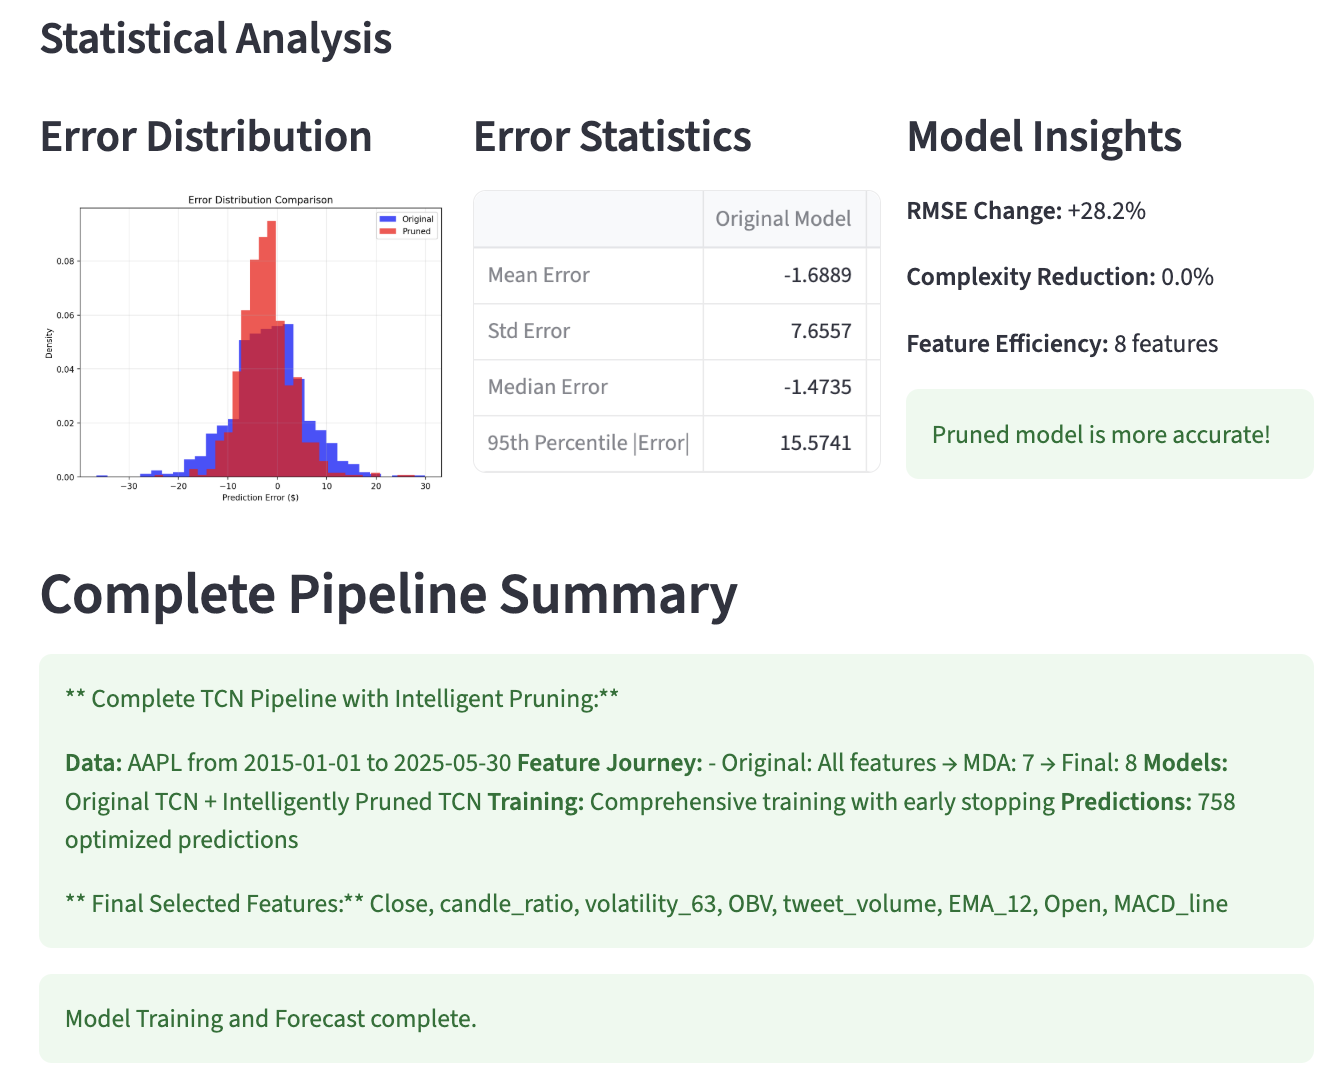 Statistical Analysis
Error Distribution
Error Distribution Comparison
Original
Pruned
0.08
0.06
0.04
0.02
0.00
Density
−30 −20 −10 0 10 20 30
Prediction Error ($)
Error Statistics
Original Model
Mean Error -1.6889
Std Error 7.6557
Median Error -1.4735
95th Percentile |Error| 15.5741
Model Insights
RMSE Change: +28.2%
Complexity Reduction: 0.0%
Feature Efficiency: 8 features
Pruned model is more accurate!
Complete Pipeline Summary
** Complete TCN Pipeline with Intelligent Pruning:**
Data: AAPL from 2015-01-01 to 2025-05-30 Feature Journey: - Original: All features → MDA: 7 → Final: 8 Models:
Original TCN + Intelligently Pruned TCN Training: Comprehensive training with early stopping Predictions: 758
optimized predictions
** Final Selected Features:** Close, candle_ratio, volatility_63, OBV, tweet_volume, EMA_12, Open, MACD_line
Model Training and Forecast complete.